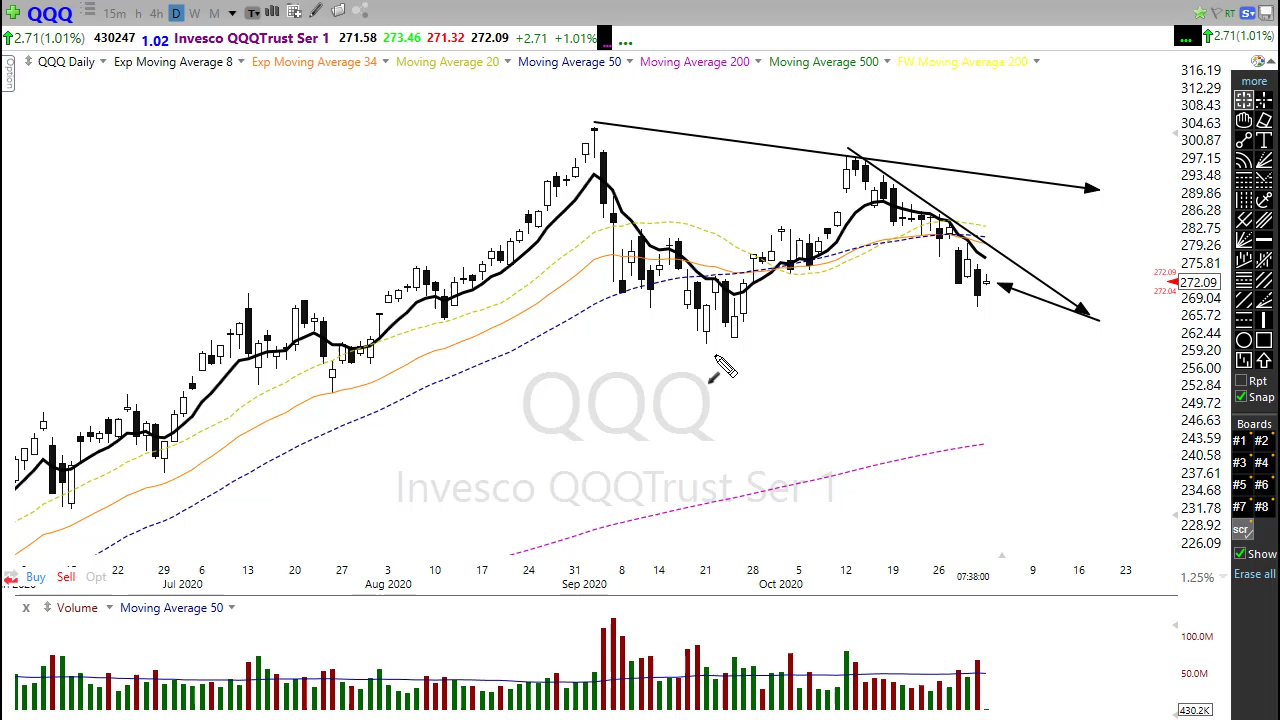 QQQ 15m h 4h D W M T RT S
2.71(1.01%) 430247 1.02 Invesco QQQTrust Ser 1 271.58 273.46 271.32 272.09 +2.71 +1.01% ... 2.71(1.01%)
Option
QQQ Daily Exp Moving Average 8 Exp Moving Average 34 Moving Average 20 Moving Average 50 Moving Average 200 Moving Average 500 FW Moving Average 200
316.19
312.29
308.43
304.63
300.87
297.15
293.48
289.86
286.28
282.75
279.26
275.81
272.09
272.09
272.04
269.04
265.72
262.44
259.20
256.00
252.84
249.72
246.63
243.59
240.58
237.61
234.68
231.78
228.92
226.09
QQQ
Invesco QQQTrust Ser 1
more
T
Rpt
Snap
Boards
#1 #2
#3 #4
#5 #6
#7 #8
scr
Show
Erase all
22 29 6 13 20 27 3 10 17 24 31 8 14 21 28 5 12 19 26 9 16 23
Buy Sell Opt
Jul 2020 Aug 2020 Sep 2020 Oct 2020 07:38:00
1.25%
x Volume Moving Average 50
100.0M
50.0M
430.2K